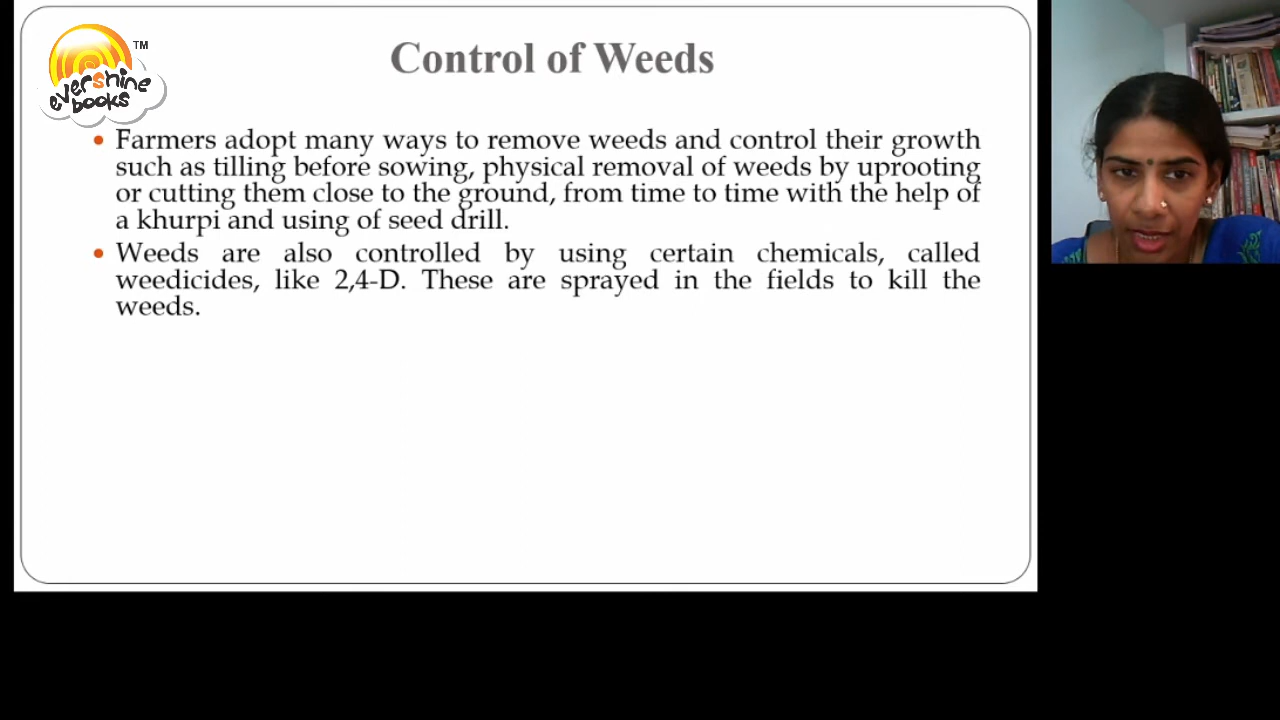 evershine
books
TM
Control of Weeds
Farmers adopt many ways to remove weeds and control their growth
such as tilling before sowing, physical removal of weeds by uprooting
or cutting them close to the ground, from time to time with the help of
a khurpi and using of seed drill.
Weeds are also controlled by using certain chemicals, called
weedicides, like 2,4-D. These are sprayed in the fields to kill the
weeds.